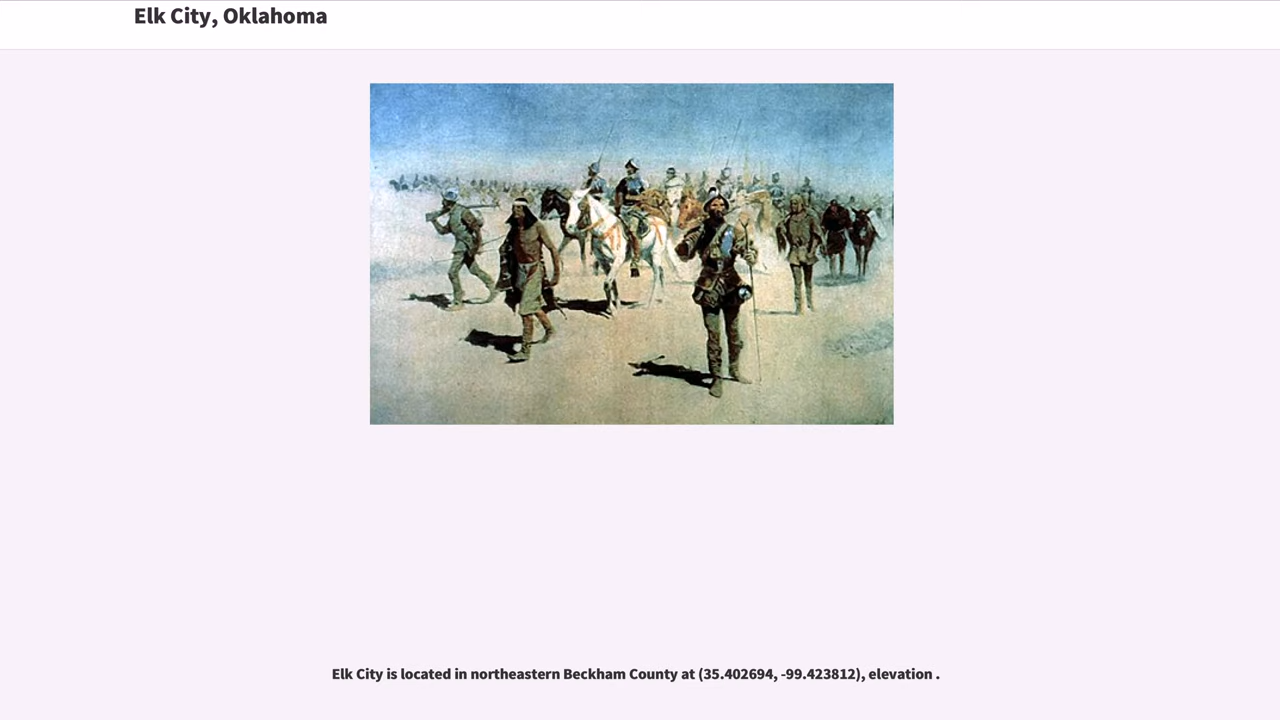 Elk City, Oklahoma
Elk City is located in northeastern Beckham County at (35.402694, -99.423812), elevation .